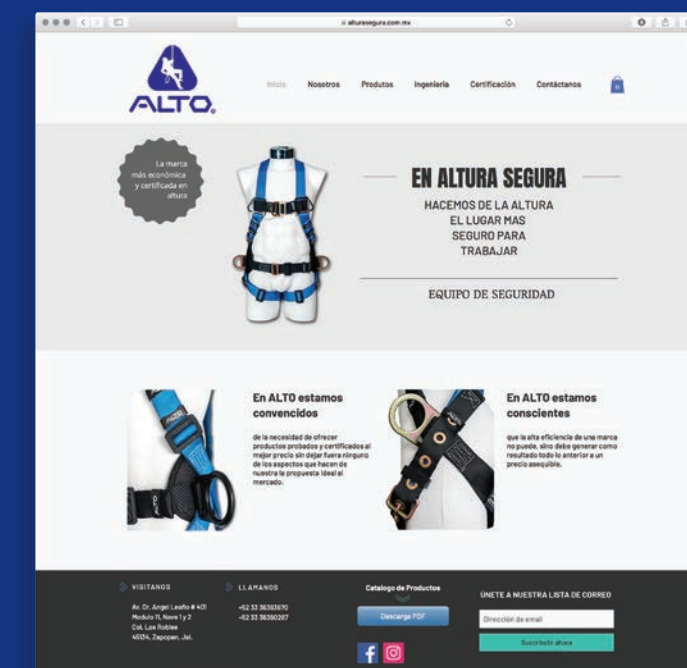 alturasegura.com.mx
ALTO
Inicio
Nosotros
Produtos
Ingeniería
Certificación
Contáctanos
0
La marca
más económica
y certificada en
altura
EN ALTURA SEGURA
HACEMOS DE LA ALTURA
EL LUGAR MAS
SEGURO PARA
TRABAJAR
EQUIPO DE SEGURIDAD
En ALTO estamos
convencidos
de la necesidad de ofrecer
productos probados y certificados al
mejor precio sin dejar fuera ninguno
de los aspectos que hacen de
nuestra la propuesta ideal al
mercado.
En ALTO estamos
conscientes
que la alta eficiencia de una marca
no puede, sino debe generar como
resultado todo lo anterior a un
precio asequible.
ALTO
ALTO
VISITANOS
Av. Dr. Angel Leaño # 401
Modulo 11, Nave 1 y 2
Col. Los Robles
45134, Zapopan, Jal.
LLAMANOS
+52 33 36363670
Catalogo de Productos
Descarga PDF
ÚNETE A NUESTRA LISTA DE CORREO
Dirección de email
Suscríbete ahora